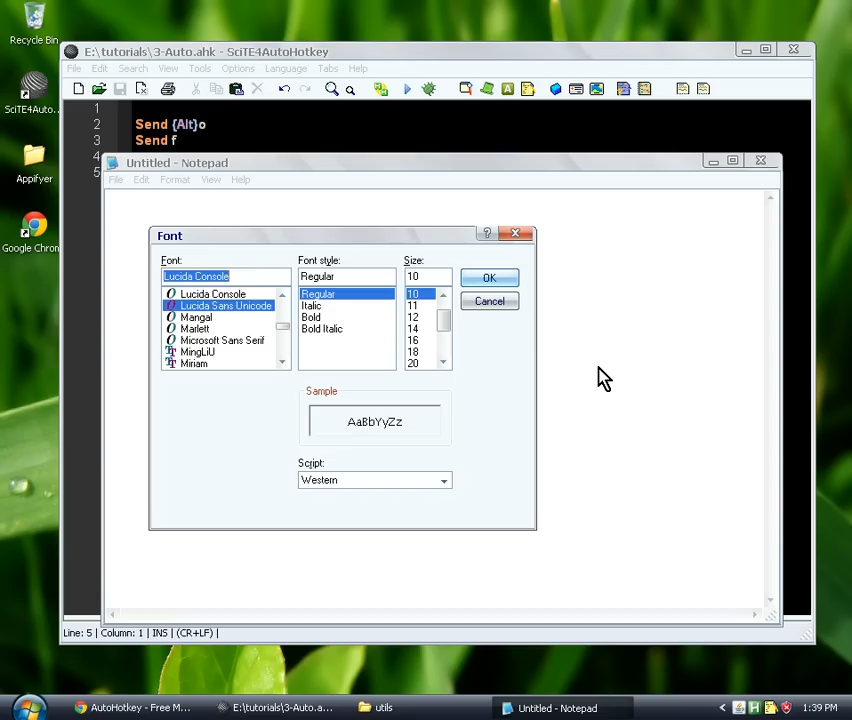 Recycle Bin
SciTE4Auto...
Appifyer
Google Chron
E:\tutorials\3-Auto.ahk - SciTE4AutoHotkey
File Edit Search View Tools Options Language Tabs Help
1
2 Send {Alt}o
3 Send f
4
5
Untitled - Notepad
File Edit Format View Help
Font
Font: Font style: Size:
Lucida Console Regular 10
OK
Lucida Console Regular 10
Cancel
Lucida Sans Unicode Italic 11
Mangal Bold 12
Marlett Bold Italic 14
Microsoft Sans Serif 16
MingLiU 18
Miriam 20
Sample
AaBbYyZz
Script:
Western
Line: 5 | Column: 1 | INS | (CR+LF) |
AutoHotkey - Free M... E:\tutorials\3-Auto.a... utils Untitled - Notepad 1:39 PM